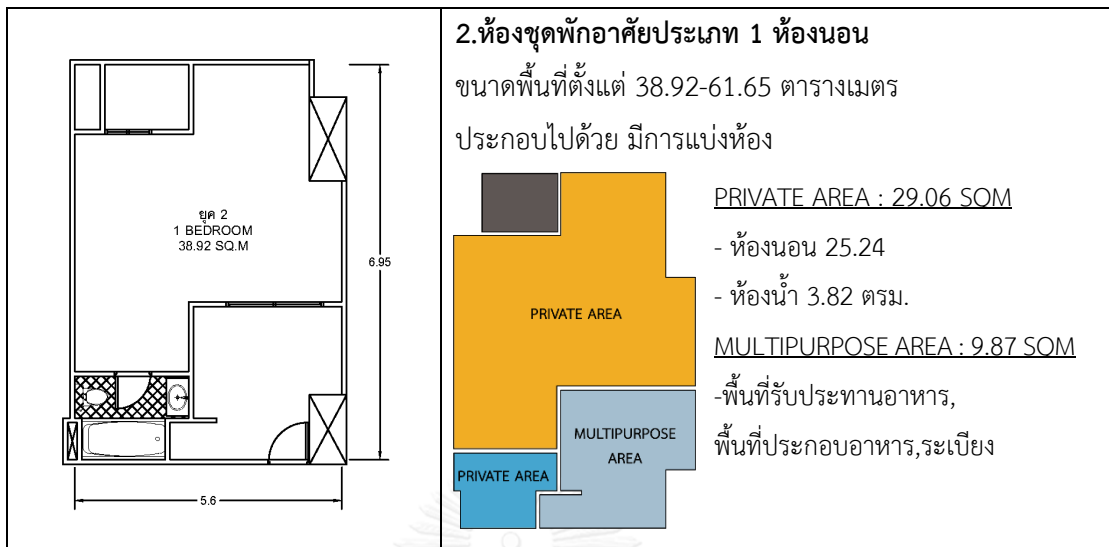 ยุค 2
1 BEDROOM
38.92 SQ.M
6.95
5.6
2.ห้องชุดพักอาศัยประเภท 1 ห้องนอน
ขนาดพื้นที่ตั้งแต่ 38.92-61.65 ตารางเมตร
ประกอบไปด้วย มีการแบ่งห้อง
PRIVATE AREA
MULTIPURPOSE
AREA
PRIVATE AREA
PRIVATE AREA : 29.06 SQM
- ห้องนอน 25.24
- ห้องน้ำ 3.82 ตรม.
MULTIPURPOSE AREA : 9.87 SQM
-พื้นที่รับประทานอาหาร,
พื้นที่ประกอบอาหาร,ระเบียง